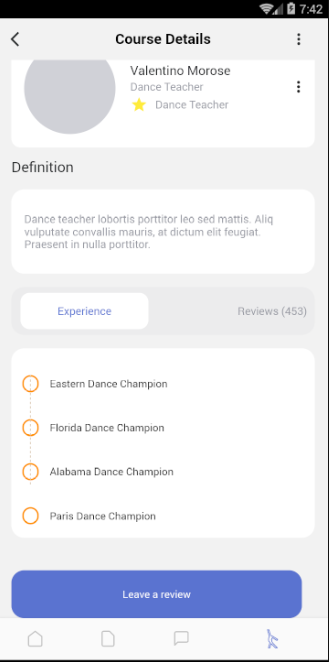 7:42
Course Details
Valentino Morose
Dance Teacher
Dance Teacher
Definition
Dance teacher lobortis porttitor leo sed mattis. Aliq
vulputate convallis mauris, at dictum elit feugiat.
Praesent in nulla porttitor.
Experience
Reviews (453)
Eastern Dance Champion
Florida Dance Champion
Alabama Dance Champion
Paris Dance Champion
Leave a review